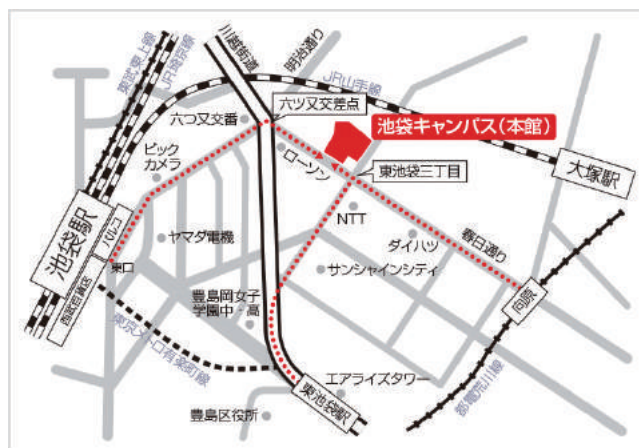 東武東上線
JR埼京線
川越街道
明治通り
JR山手線
六ツ又交差点
六つ又交番
池袋キャンパス(本館)
ローソン
ビック
カメラ
東池袋三丁目
大塚駅
池袋駅
パルコ
NTT
ヤマダ電機
ダイハツ
春日通り
東口
サンシャインシティ
西武百貨店
向原
豊島岡女子
学園中・高
東京メトロ有楽町線
都電荒川線
エアライズタワー
東池袋駅
豊島区役所